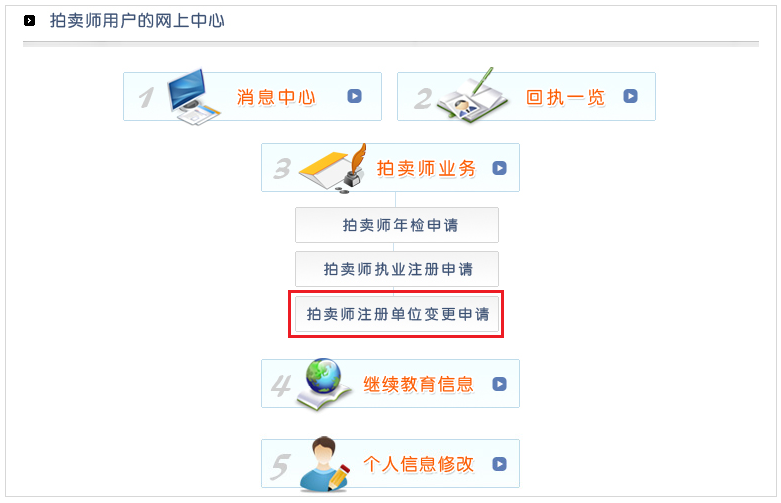 拍卖师用户的网上中心
1 消息中心
2 回执一览
3 拍卖师业务
拍卖师年检申请
拍卖师执业注册申请
拍卖师注册单位变更申请
4 继续教育信息
5 个人信息修改